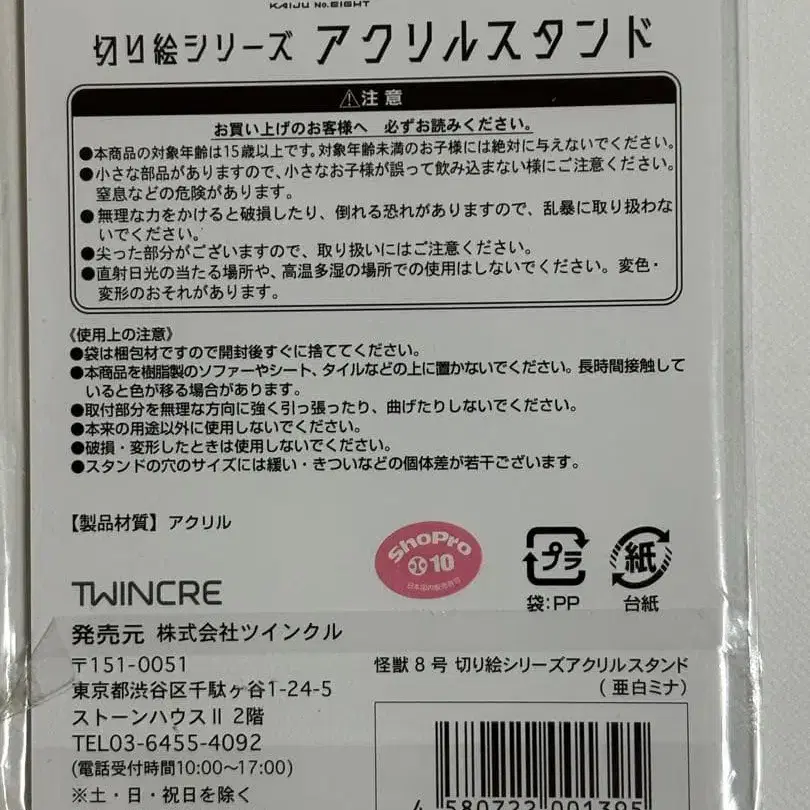 KAIJU No.EIGHT
切り絵シリーズ アクリルスタンド
⚠注意
お買い上げのお客様へ 必ずお読みください。
●本商品の対象年齢は15歳以上です。対象年齢未満のお子様には絶対に与えないでください。
●小さな部品がありますので、小さなお子様が誤って飲み込まない様にご注意ください。
窒息などの危険があります。
●無理な力をかけると破損したり、倒れる恐れがありますので、乱暴に取り扱わな
いでください。
●尖った部分がございますので、取り扱いにはご注意ください。
●直射日光の当たる場所や、高温多湿の場所での使用はしないでください。変色・
変形のおそれがあります。
《使用上の注意》
●袋は梱包材ですので開封後すぐに捨ててください。
●本商品を樹脂製のソファーやシート、タイルなどの上に置かないでください。長時間接触して
いると色が移る場合があります。
●取付部分を無理な方向に強く引っ張ったり、曲げたりしないでください。
●本来の用途以外に使用しないでください。
●破損・変形したときは使用しないでください。
●スタンドの穴のサイズには緩い・きついなどの個体差が若干ございます。
【製品材質】アクリル
ShoPro
10
日本国内販売許可
プラ
袋:PP
紙
台紙
TWINCRE
発売元 株式会社ツインクル
〒151-0051
東京都渋谷区千駄ヶ谷1-24-5
ストーンハウスⅡ 2階
TEL03-6455-4092
(電話受付時間10:00〜17:00)
※土・日・祝日を除く
怪獣8号 切り絵シリーズアクリルスタンド
(亜白ミナ)
4 580722 001395